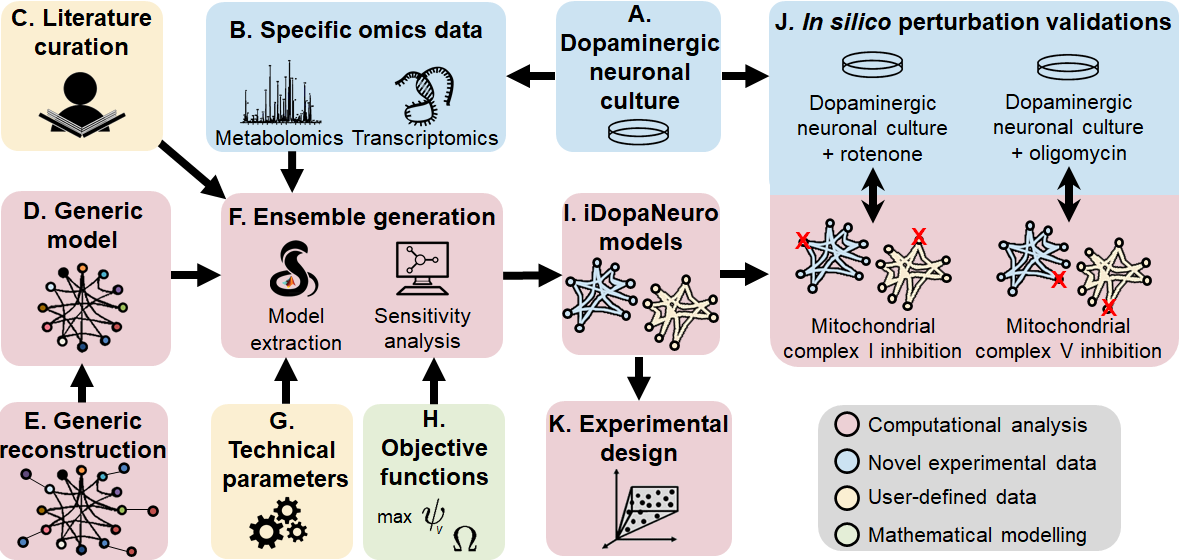 C. Literature
curation
B. Specific omics data
Metabolomics
Transcriptomics
A.
Dopaminergic
neuronal
culture
J. In silico perturbation validations
Dopaminergic
neuronal culture
+ rotenone
Dopaminergic
neuronal culture
+ oligomycin
X
X
X
X
Mitochondrial
complex I inhibition
Mitochondrial
complex V inhibition
D. Generic
model
F. Ensemble generation
Model
extraction
Sensitivity
analysis
I. iDopaNeuro
models
E. Generic
reconstruction
G.
Technical
parameters
H.
Objective
functions
max ψv Ω
K. Experimental
design
Computational analysis
Novel experimental data
User-defined data
Mathematical modelling